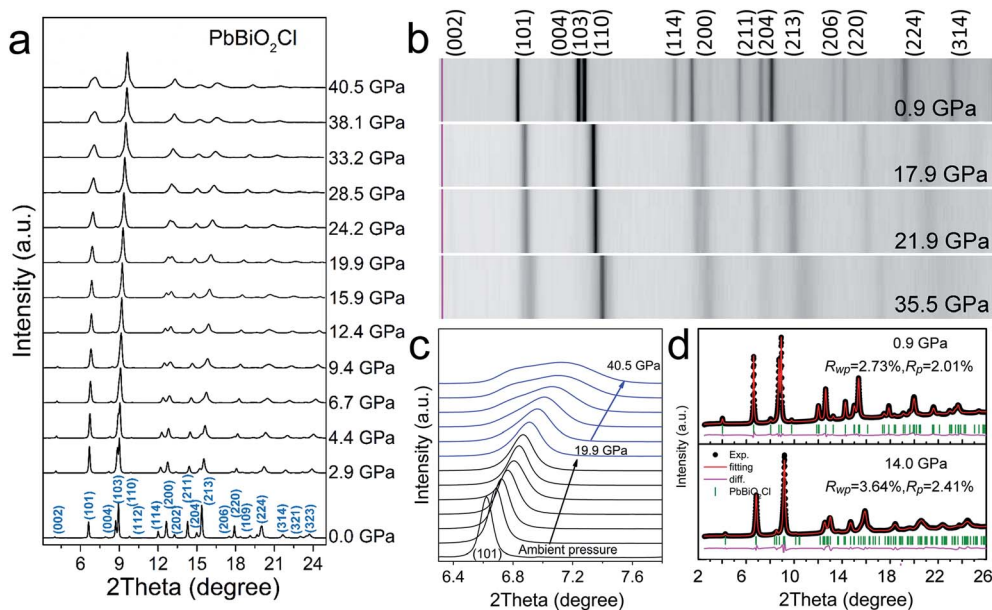 a
PbBiO₂Cl
40.5 GPa
38.1 GPa
33.2 GPa
28.5 GPa
24.2 GPa
19.9 GPa
15.9 GPa
12.4 GPa
9.4 GPa
6.7 GPa
4.4 GPa
2.9 GPa
0.0 GPa
(002)
(101)
(004)
(103)
(110)
(112)
(114)
(200)
(202)
(211)
(204)
(213)
(206)
(220)
(109)
(224)
(314)
(321)
(323)
Intensity (a.u.)
3 6 9 12 15 18 21 24
2Theta (degree)
b
(002)
(101)
(004)
(103)
(110)
(114)
(200)
(211)
(204)
(213)
(206)
(220)
(224)
(314)
0.9 GPa
17.9 GPa
21.9 GPa
35.5 GPa
c
40.5 GPa
19.9 GPa
Ambient pressure
(101)
Intensity (a.u.)
6.4 6.8 7.2 7.6
2Theta (degree)
d
0.9 GPa
Rwp=2.73%,Rp=2.01%
Exp.
fitting
diff.
PbBiO₂Cl
14.0 GPa
Rwp=3.64%,Rp=2.41%
Intensity (a.u.)
2 6 10 14 18 22 26
2Theta (degree)